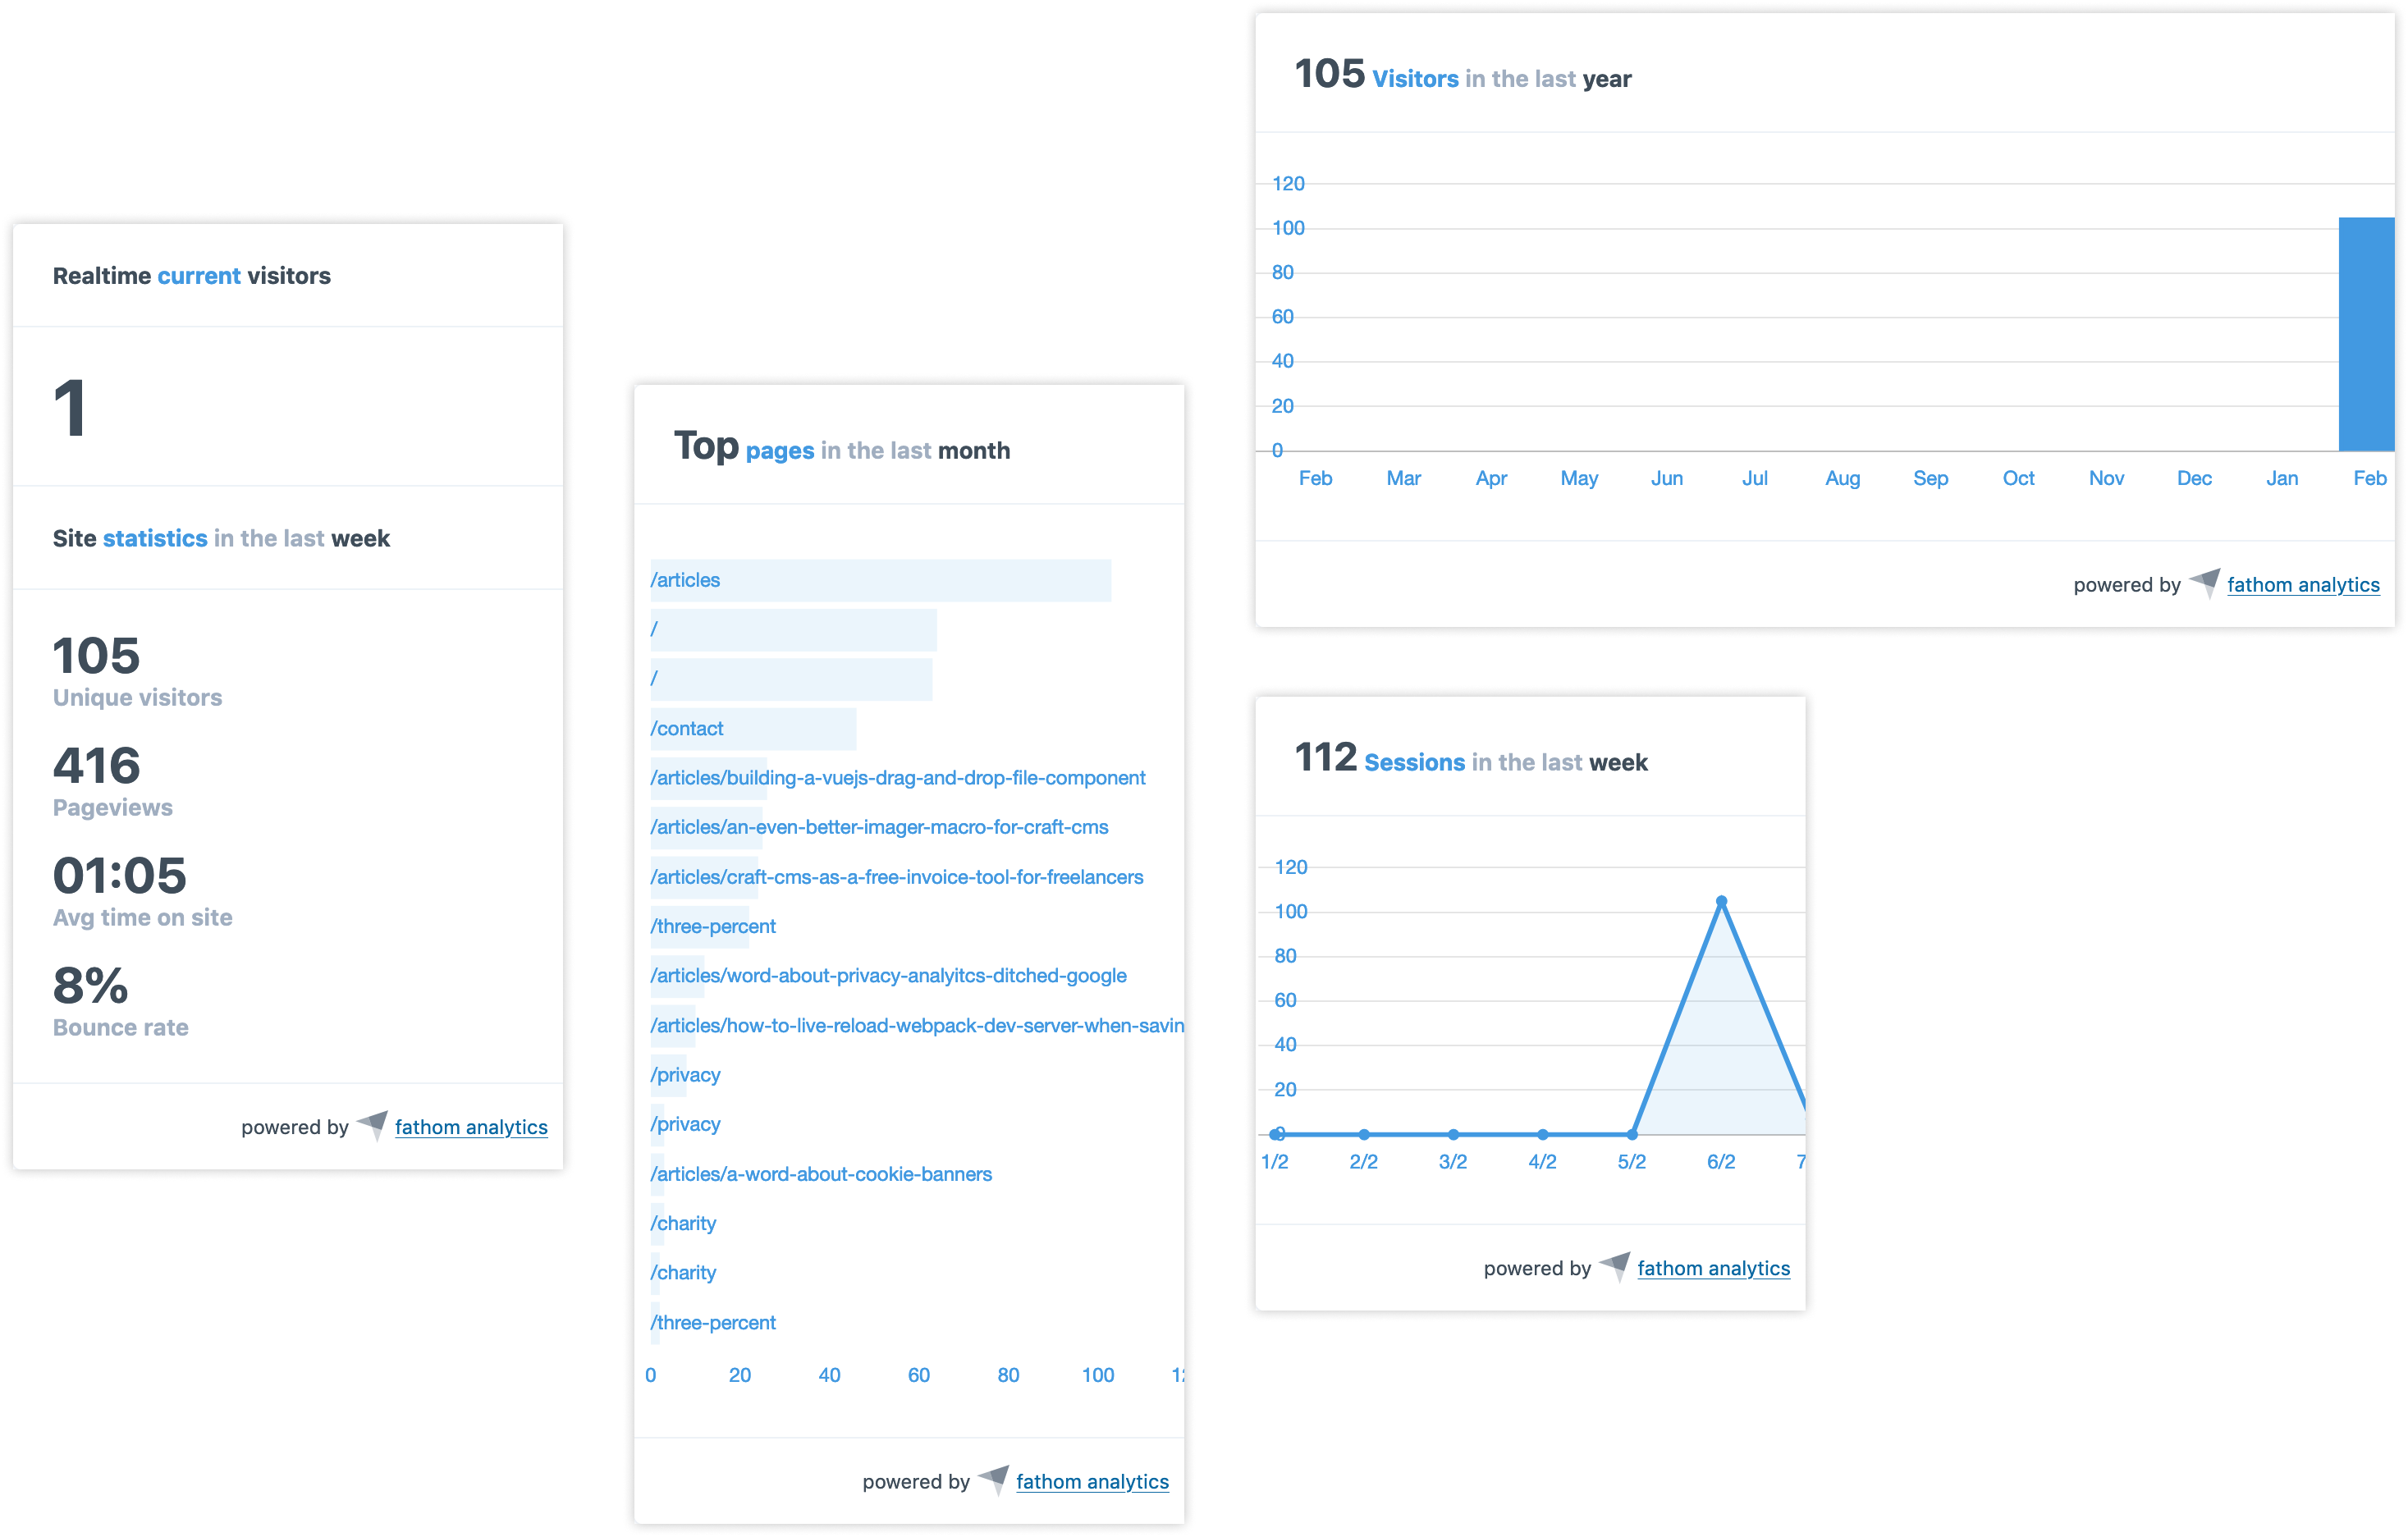 Realtime current visitors
1
Site statistics in the last week
105
Unique visitors
416
Pageviews
01:05
Avg time on site
8%
Bounce rate
powered by fathom analytics
Top pages in the last month
/articles
/
/
/contact
/articles/building-a-vuejs-drag-and-drop-file-component
/articles/an-even-better-imager-macro-for-craft-cms
/articles/craft-cms-as-a-free-invoice-tool-for-freelancers
/three-percent
/articles/word-about-privacy-analyitcs-ditched-google
/articles/how-to-live-reload-webpack-dev-server-when-savin
/privacy
/privacy
/articles/a-word-about-cookie-banners
/charity
/charity
/three-percent
0 20 40 60 80 100
powered by fathom analytics
105 Visitors in the last year
120
100
80
60
40
20
0
Feb Mar Apr May Jun Jul Aug Sep Oct Nov Dec Jan Feb
powered by fathom analytics
112 Sessions in the last week
120
100
80
60
40
20
0
1/2 2/2 3/2 4/2 5/2 6/2 7
powered by fathom analytics